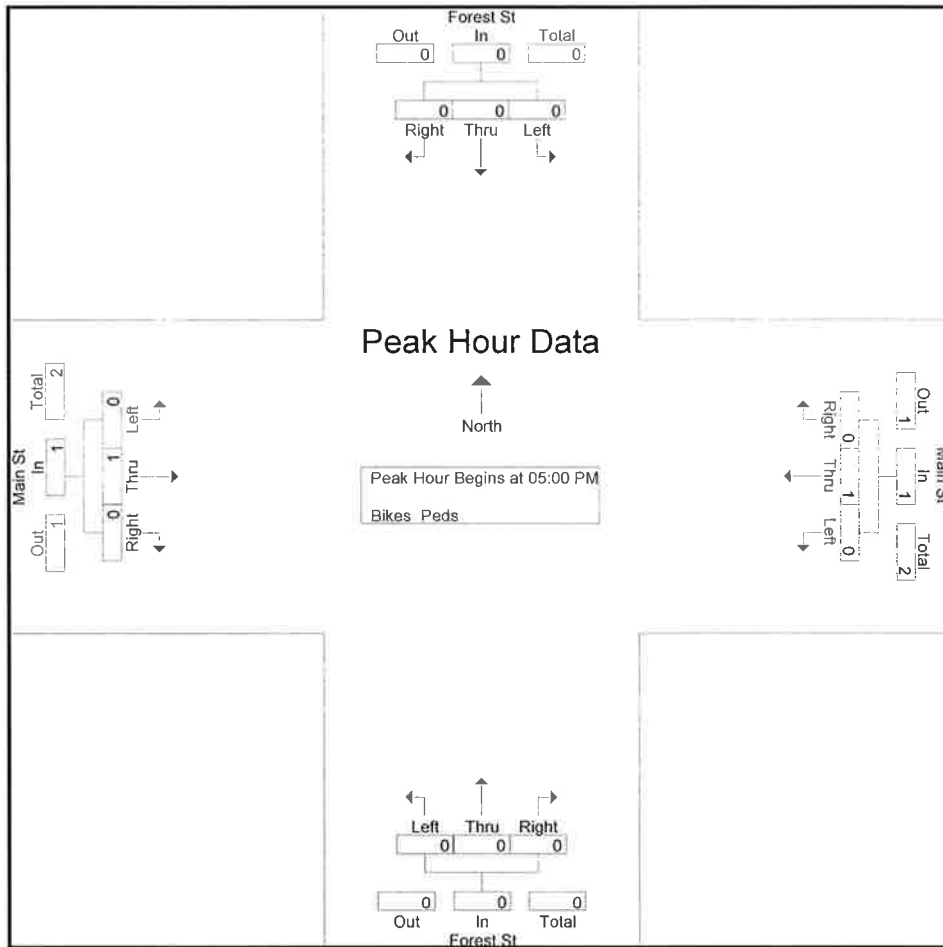 Forest St
Out In Total
0 0 0
0 0 0
Right Thru Left
Peak Hour Data
North
Peak Hour Begins at 05:00 PM
Bikes Peds
Main St
Total In Out
2 1 1
0 1 0
Left Thru Right
Right Thru Left
0 1 0
1 1 2
Out In Total
Main St
Left Thru Right
0 0 0
0 0 0
Out In Total
Forest St